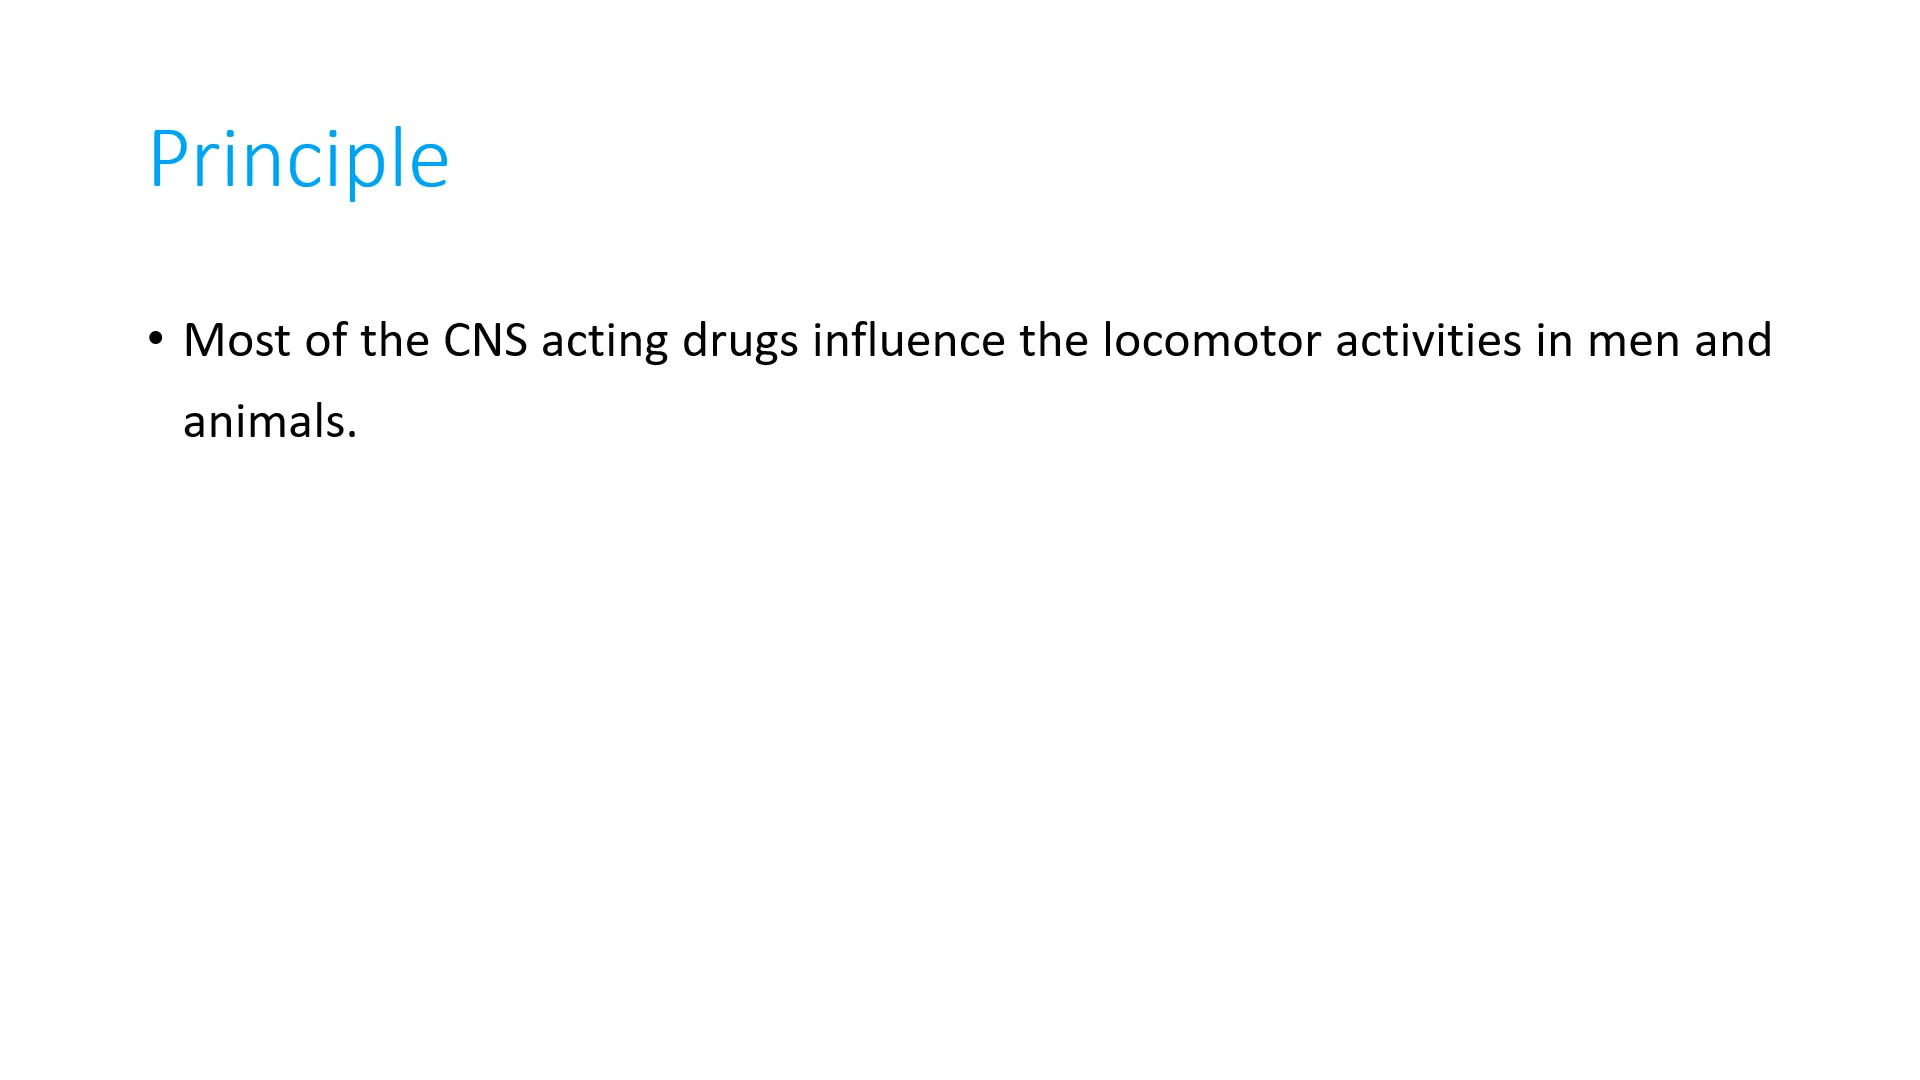 Principle
• Most of the CNS acting drugs influence the locomotor activities in men and
animals.